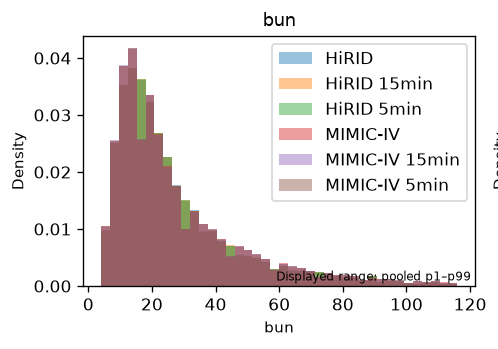 bun
0.04
0.03
0.02
0.01
0.00
Density
HiRID
HiRID 15min
HiRID 5min
MIMIC-IV
MIMIC-IV 15min
MIMIC-IV 5min
Displayed range: pooled p1–p99
0 20 40 60 80 100 120
bun
Density